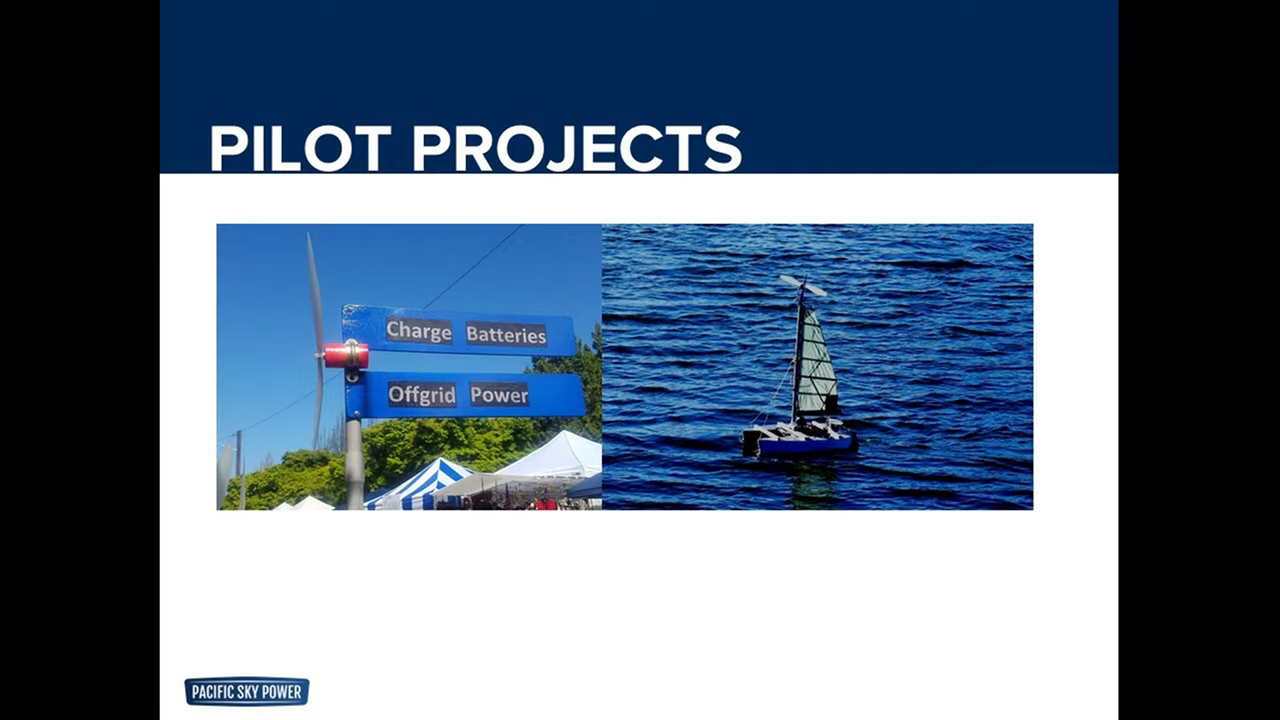 PILOT PROJECTS
Charge Batteries
Offgrid Power
PACIFIC SKY POWER